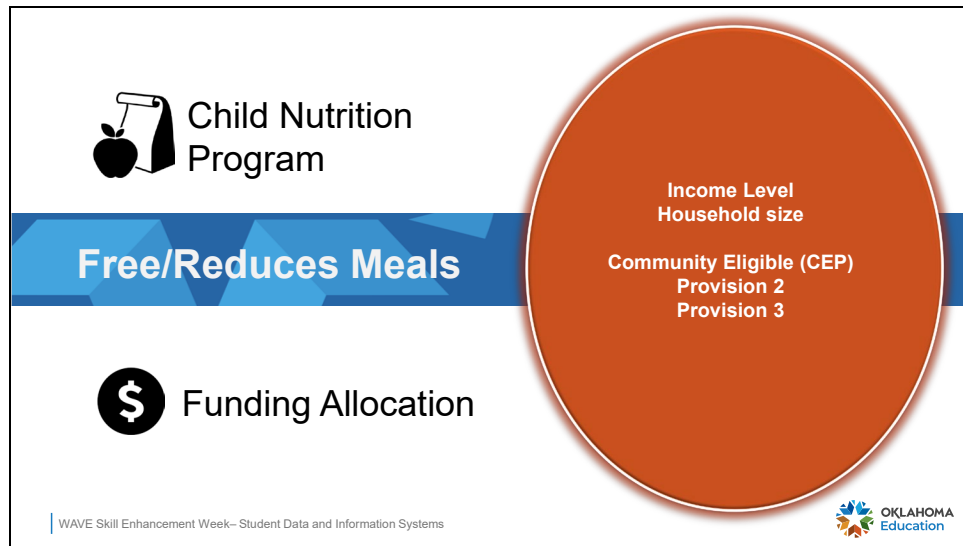 Child Nutrition
Program
Free/Reduces Meals
$
Funding Allocation
Income Level
Household size
Community Eligible (CEP)
Provision 2
Provision 3
WAVE Skill Enhancement Week– Student Data and Information Systems
OKLAHOMA
Education